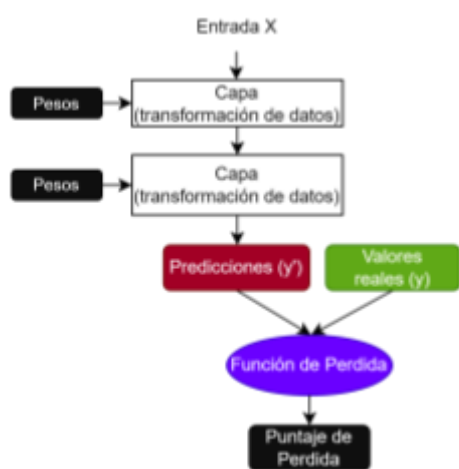 Entrada X
Pesos
Capa
(transformación de datos)
Pesos
Capa
(transformación de datos)
Predicciones (y')
Valores
reales (y)
Función de Perdida
Puntaje de
Perdida